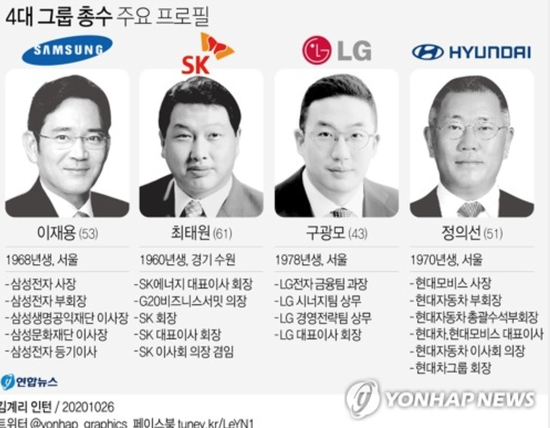 4대 그룹 총수 주요 프로필
SAMSUNG
SK
LG
HYUNDAI
이재용 (53)
최태원 (61)
구광모 (43)
정의선 (51)
1968년생, 서울
1960년생, 경기 수원
1978년생, 서울
1970년생, 서울
-삼성전자 사장
-삼성전자 부회장
-삼성생명공익재단 이사장
-삼성문화재단 이사장
-삼성전자 등기이사
-SK에너지 대표이사 회장
-G20비즈니스서밋 의장
-SK 회장
-SK 대표이사 회장
-SK 이사회 의장 겸임
-LG전자 금융팀 과장
-LG 시너지팀 상무
-LG 경영전략팀 상무
-LG 대표이사 회장
-현대모비스 사장
-현대자동차 부회장
-현대자동차 총괄수석부회장
-현대차,현대모비스 대표이사
-현대자동차 이사회 의장
-현대차그룹 회장
연합뉴스
YONHAP NEWS
김계리 인턴 / 20201026
트위터 @yonhap_graphics 페이스북 tuney.kr/LeYN1